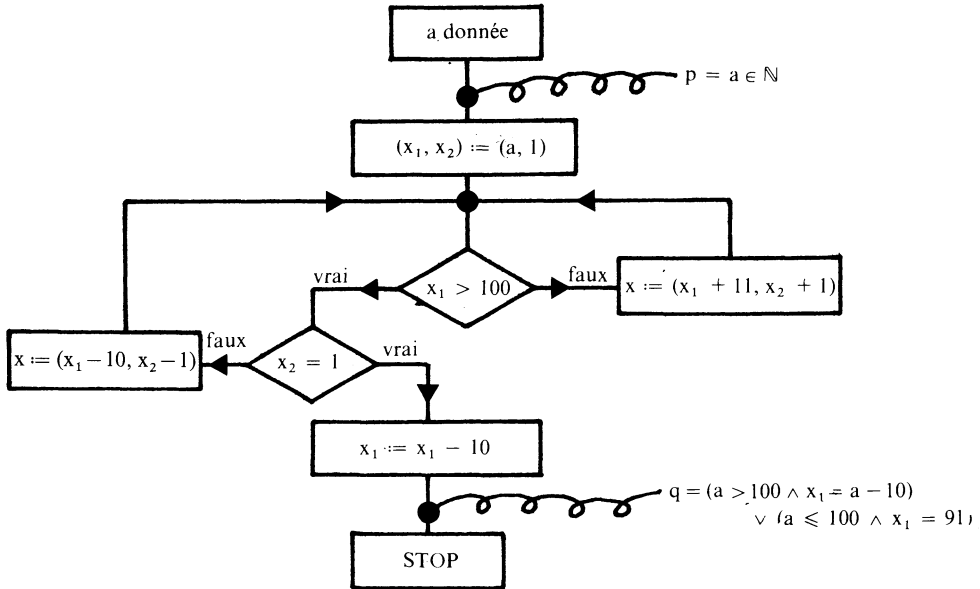 a donnée
p = a ∈ ℕ
(x₁, x₂) := (a, 1)
vrai
x₁ > 100
faux
x := (x₁ + 11, x₂ + 1)
x := (x₁ − 10, x₂ − 1)
faux
x₂ = 1
vrai
x₁ := x₁ − 10
q = (a > 100 ∧ x₁ = a − 10)
∨ (a ⩽ 100 ∧ x₁ = 91)
STOP